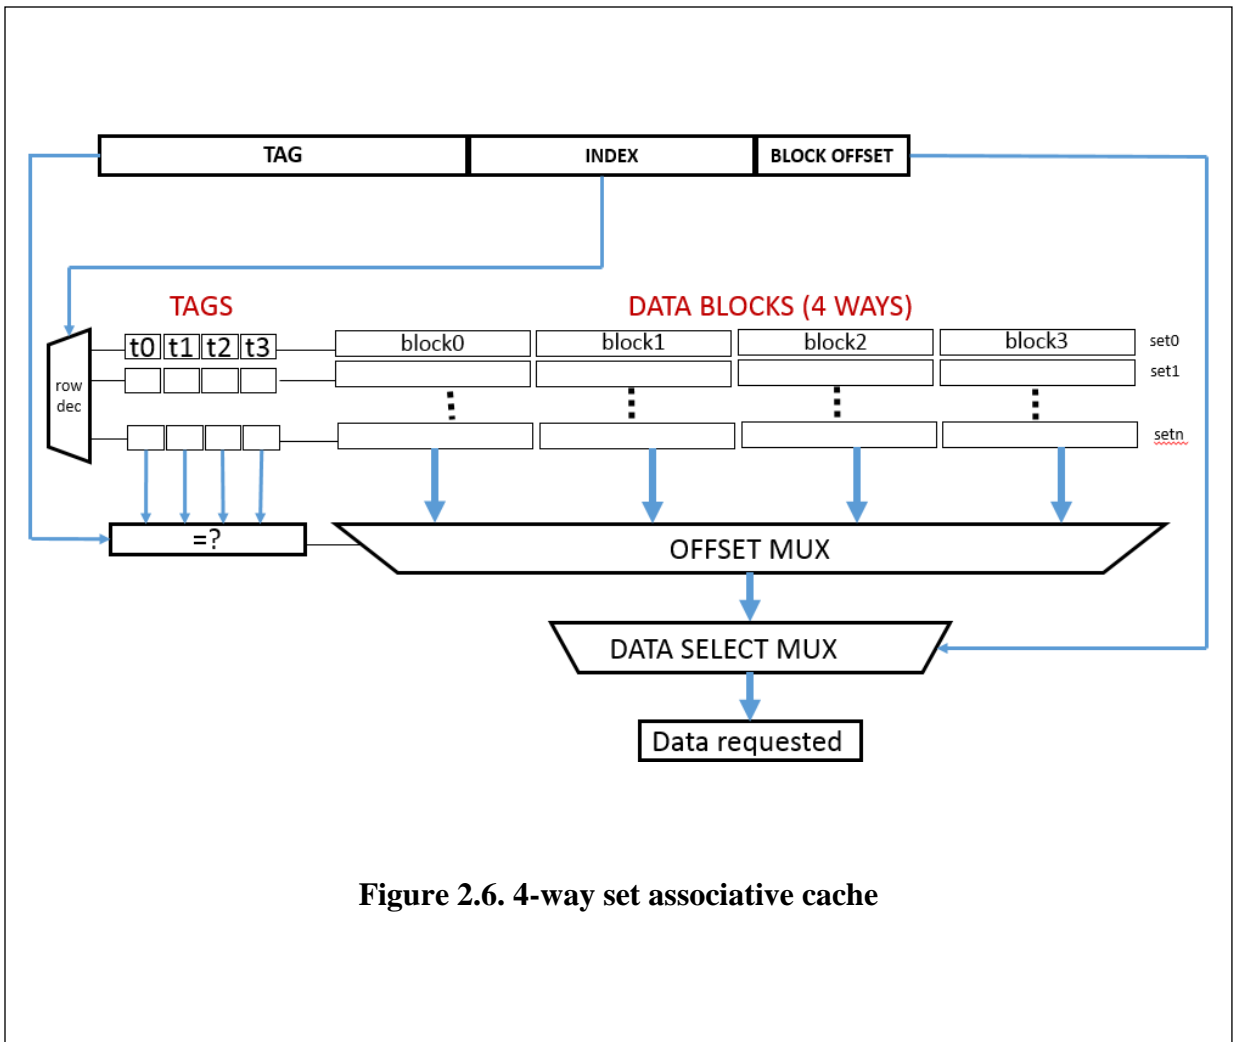 TAG INDEX BLOCK OFFSET
TAGS DATA BLOCKS (4 WAYS)
t0 t1 t2 t3 block0 block1 block2 block3 set0
set1
row
dec
setn
=? OFFSET MUX
DATA SELECT MUX
Data requested
Figure 2.6. 4-way set associative cache